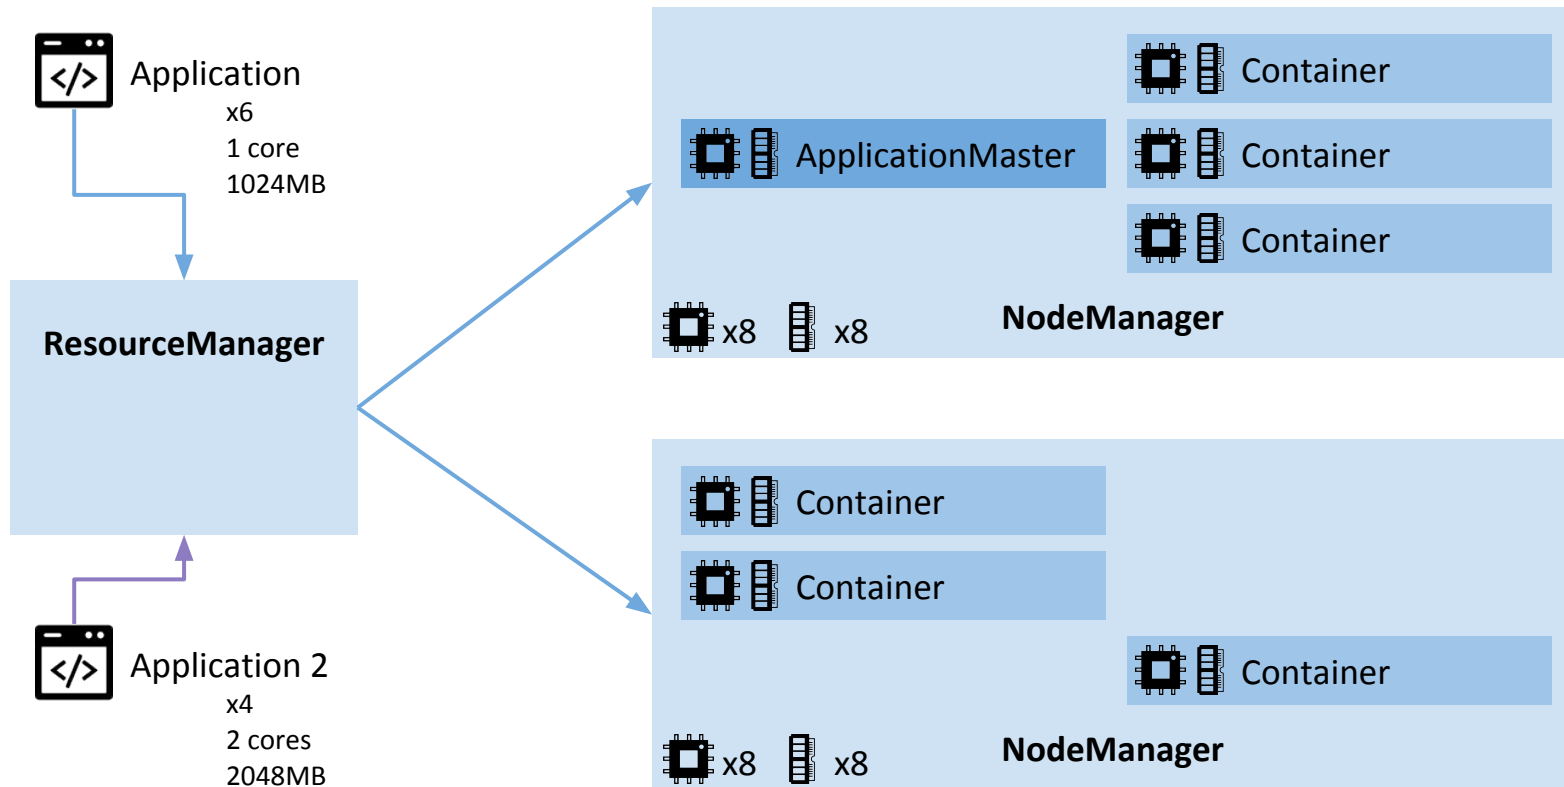 Application
x6
1 core
1024MB
ResourceManager
Application 2
x4
2 cores
2048MB
Container
ApplicationMaster
Container
Container
x8
x8
NodeManager
Container
Container
Container
x8
x8
NodeManager